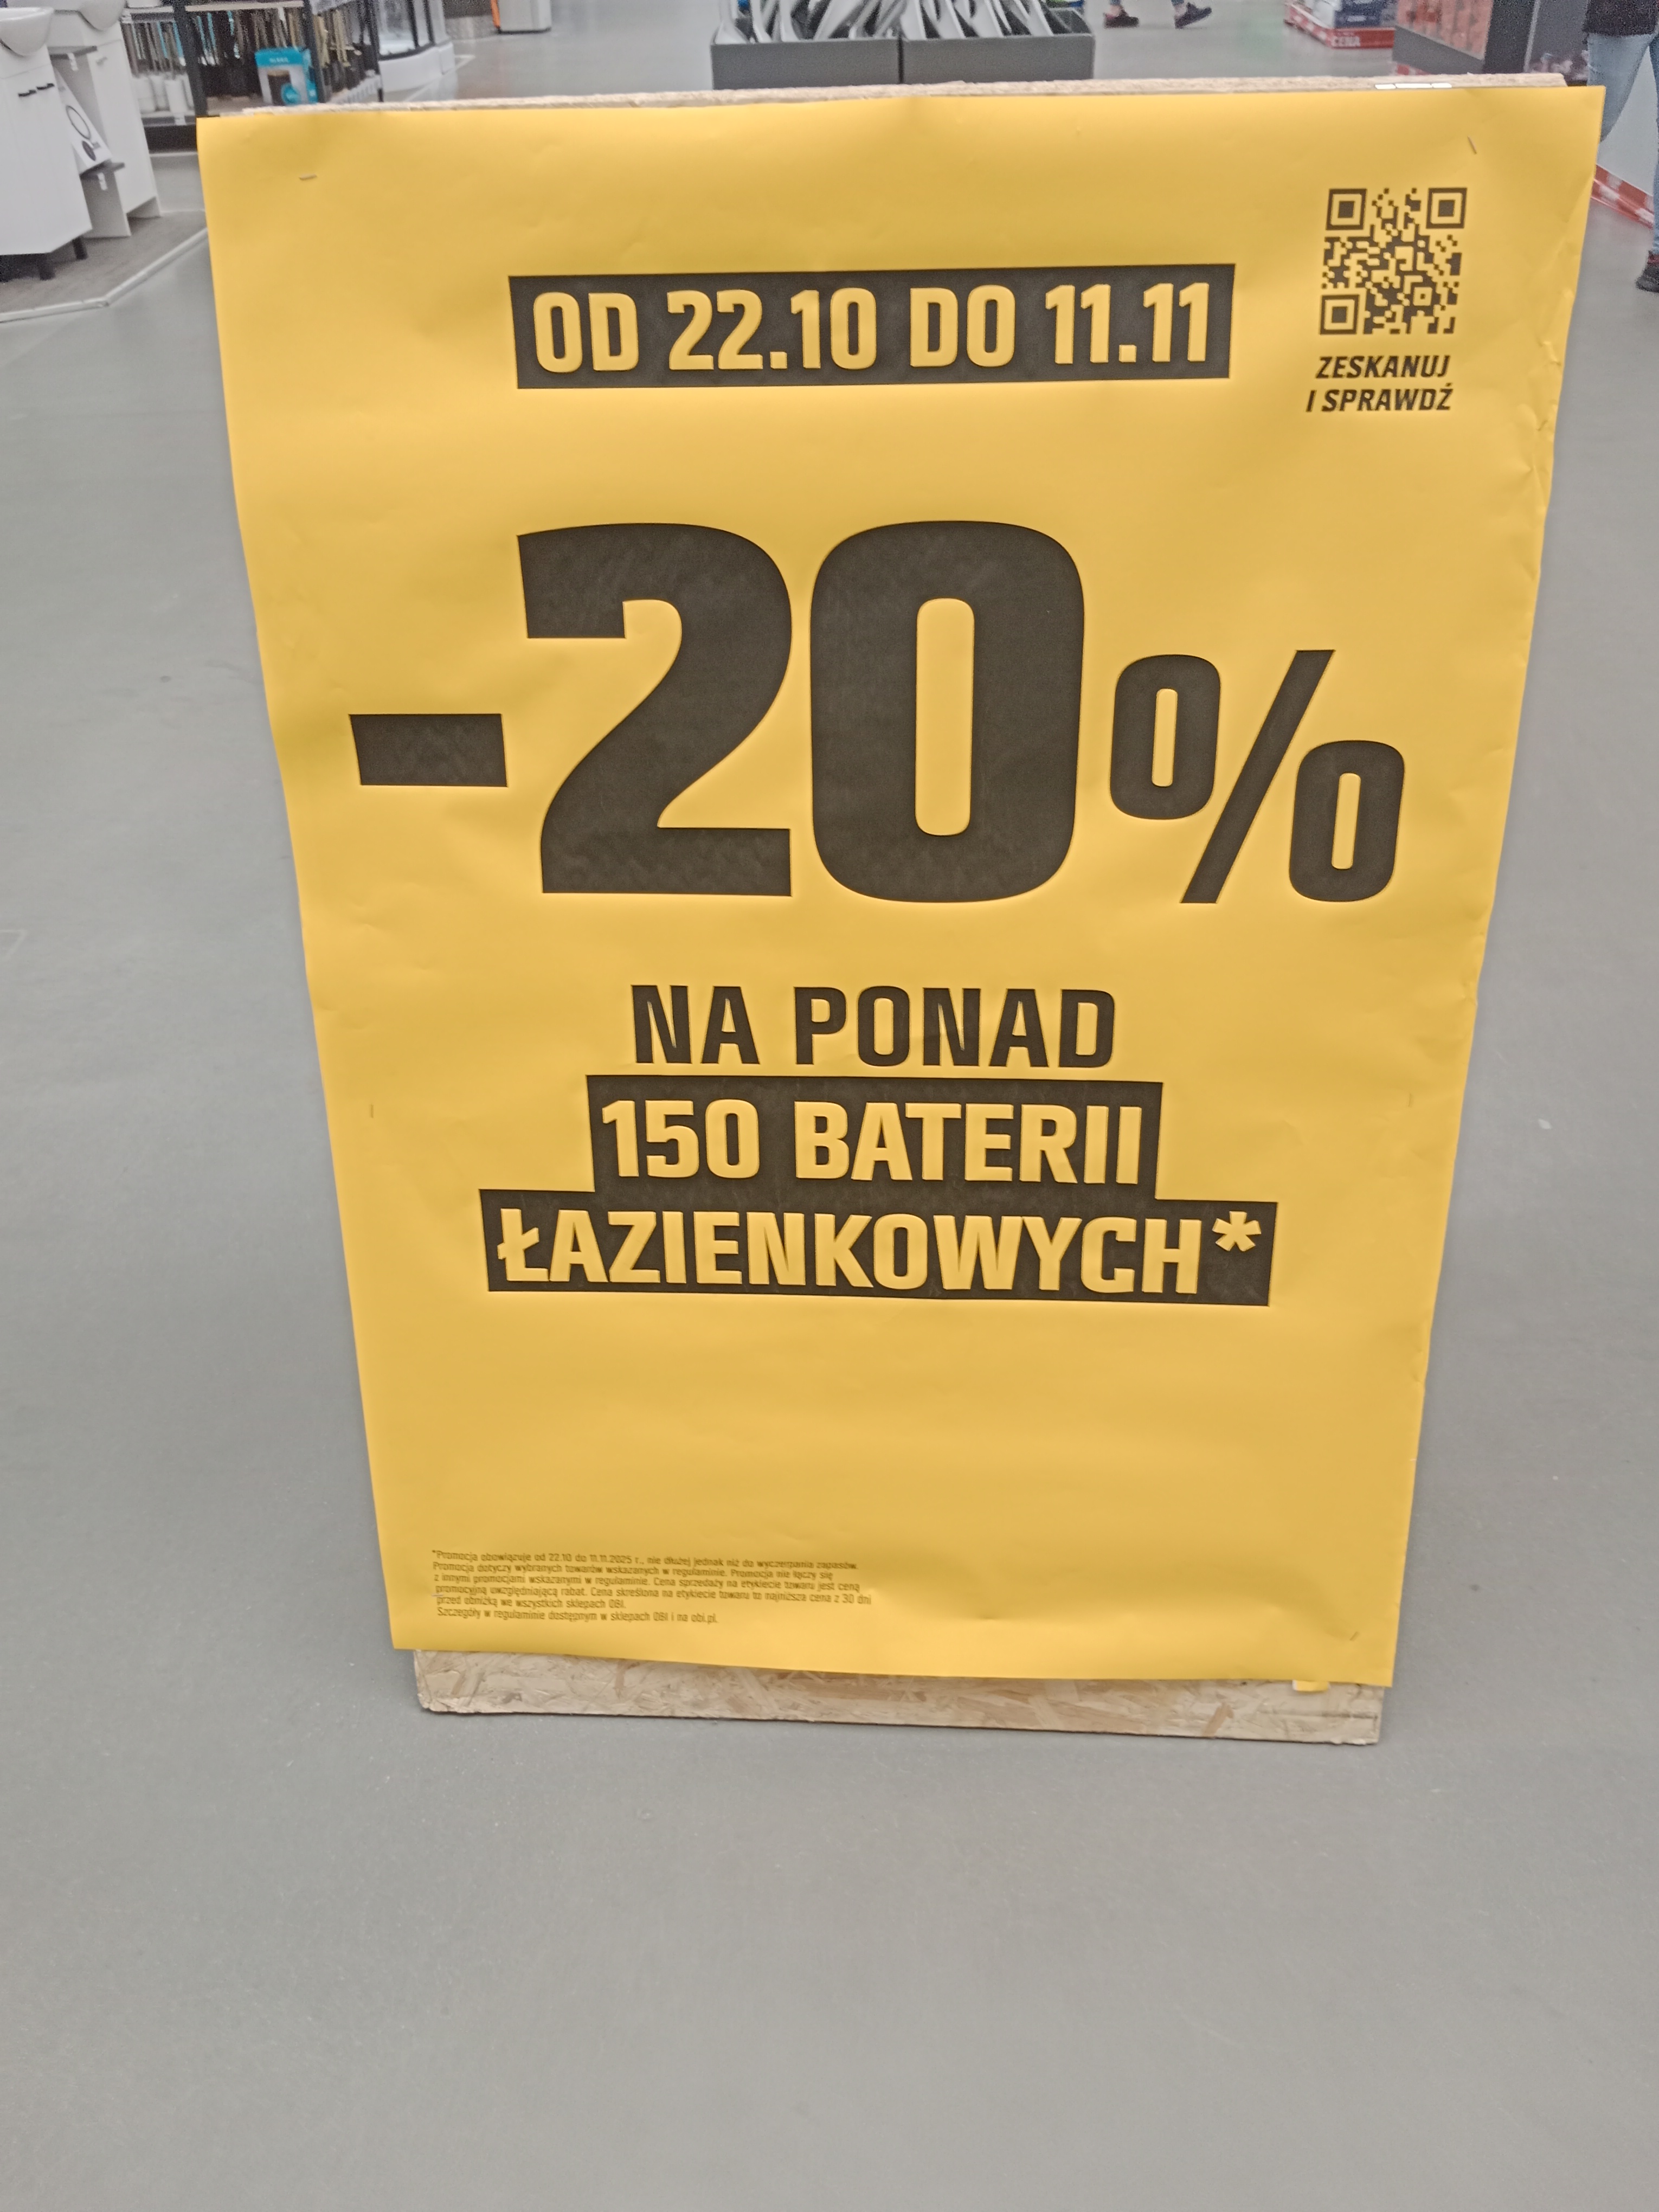 OD 22.10 DO 11.11
ZESKANUJ
I SPRAWDŹ
-20%
NA PONAD
150 BATERII
ŁAZIENKOWYCH*
*Promocja obowiązuje od 22.10 do 11.11.2025 r., nie dłużej jednak niż do wyczerpania zapasów.
Promocja dotyczy wybranych towarów wskazanych w regulaminie. Promocja nie łączy się
z innymi promocjami wskazanymi w regulaminie. Cena sprzedaży na etykiecie towaru jest ceną
promocyjną uwzględniającą rabat. Cena skreślona na etykiecie towaru to najniższa cena z 30 dni
przed obniżką we wszystkich sklepach OBI.
Szczegóły w regulaminie dostępnym w sklepach OBI i na obi.pl.
CENA